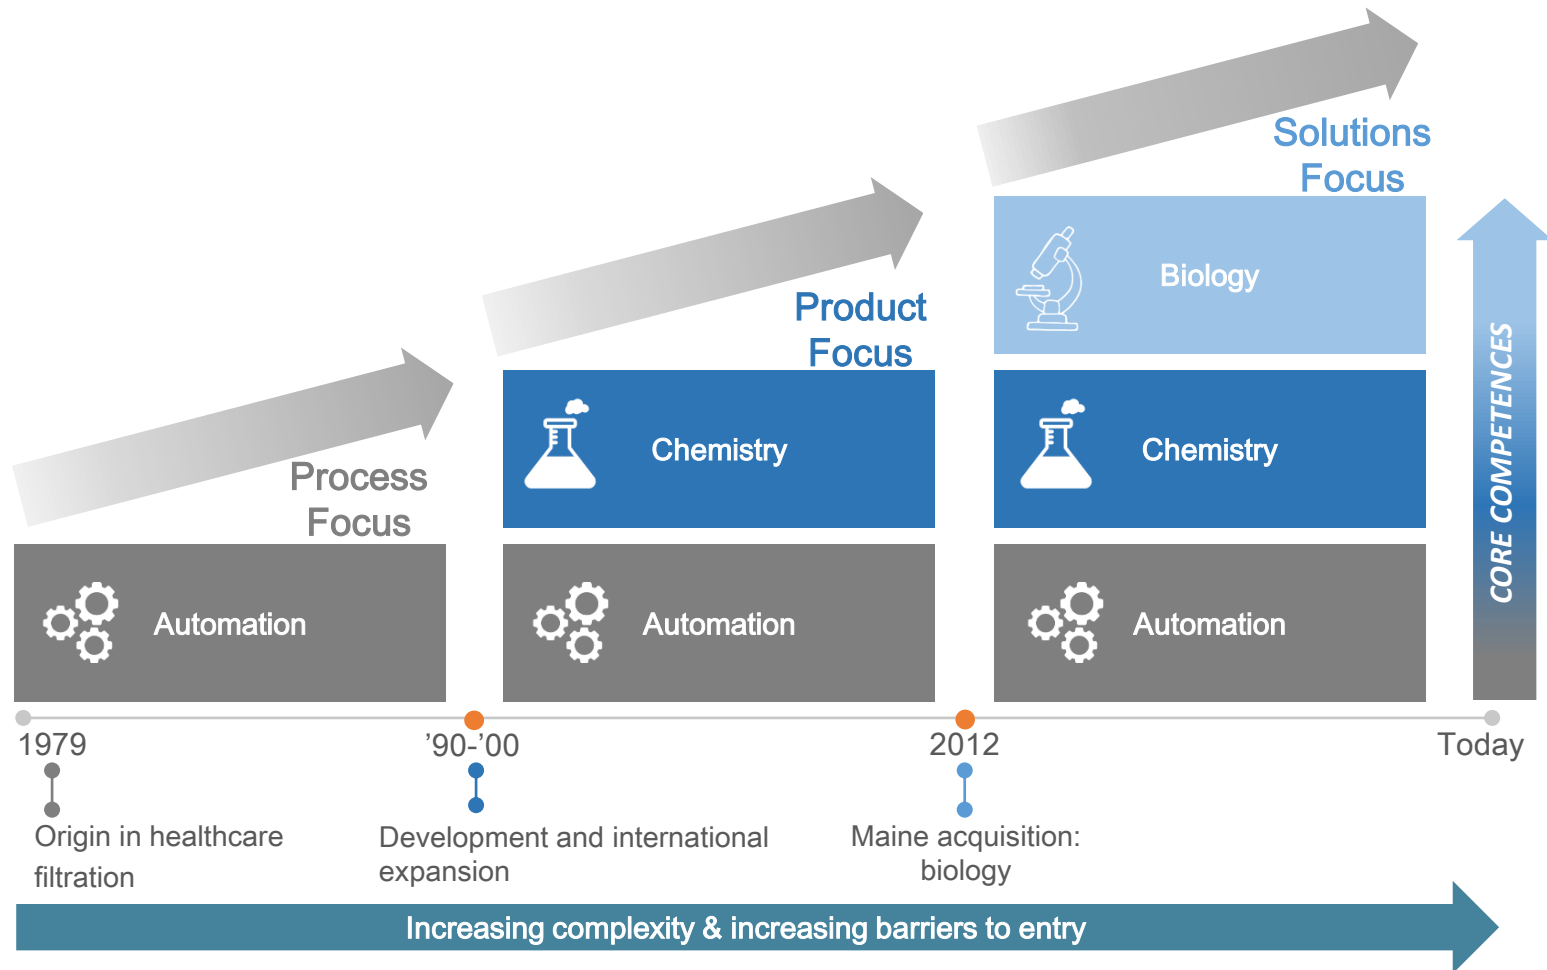 Solutions
Focus
Biology
Product
Focus
Chemistry
Chemistry
Process
Focus
Automation
Automation
Automation
CORE COMPETENCES
1979
’90-’00
2012
Today
Origin in healthcare
filtration
Development and international
expansion
Maine acquisition:
biology
Increasing complexity & increasing barriers to entry